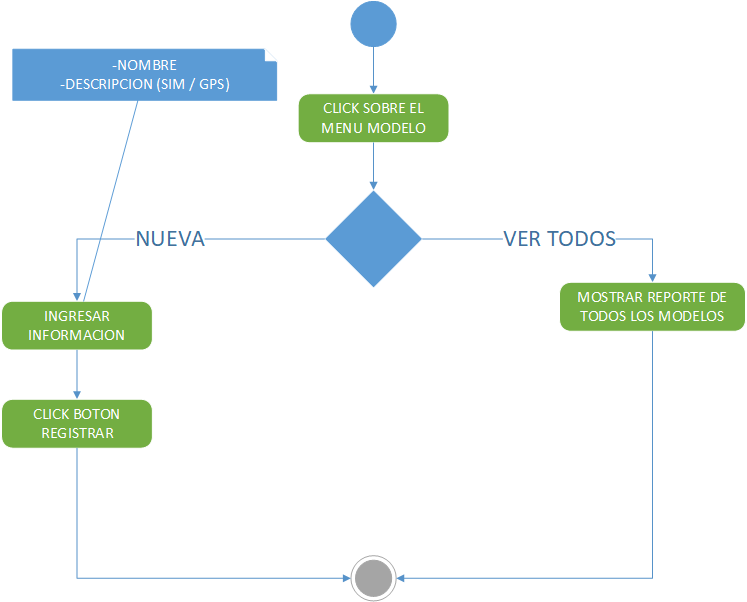 -NOMBRE
-DESCRIPCION (SIM / GPS)
CLICK SOBRE EL
MENU MODELO
NUEVA
VER TODOS
INGRESAR
INFORMACION
MOSTRAR REPORTE DE
TODOS LOS MODELOS
CLICK BOTON
REGISTRAR